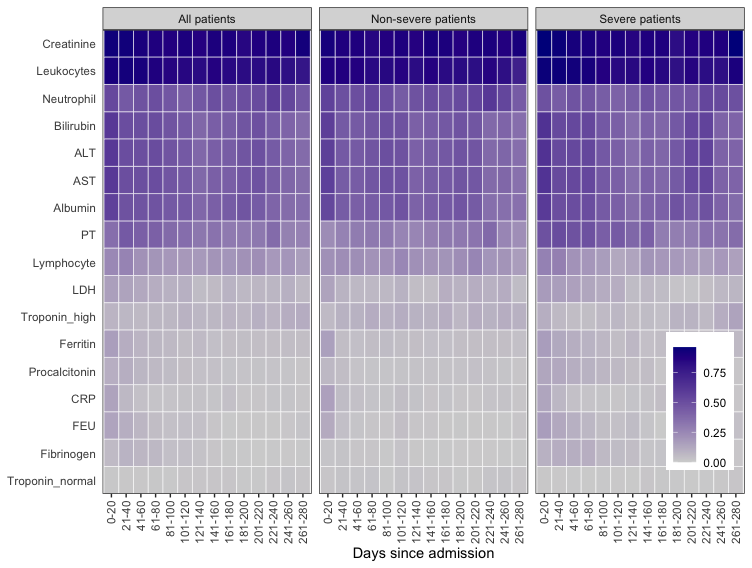 All patients
Non-severe patients
Severe patients
Creatinine
Leukocytes
Neutrophil
Bilirubin
ALT
AST
Albumin
PT
Lymphocyte
LDH
Troponin_high
Ferritin
Procalcitonin
CRP
FEU
Fibrinogen
Troponin_normal
0.75
0.50
0.25
0.00
0-20
21-40
41-60
61-80
81-100
101-120
121-140
141-160
161-180
181-200
201-220
221-240
241-260
261-280
0-20
21-40
41-60
61-80
81-100
101-120
121-140
141-160
161-180
181-200
201-220
221-240
241-260
261-280
0-20
21-40
41-60
61-80
81-100
101-120
121-140
141-160
161-180
181-200
201-220
221-240
241-260
261-280
Days since admission